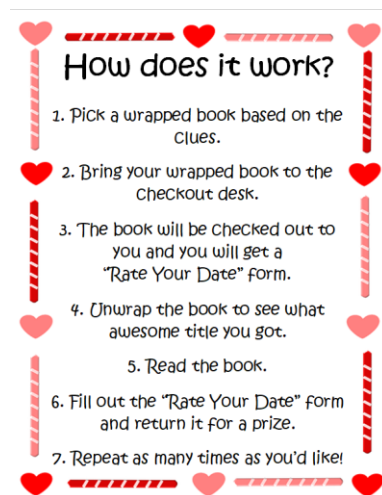 How does it work?
1. Pick a wrapped book based on the
clues.
2. Bring your wrapped book to the
checkout desk.
3. The book will be checked out to
you and you will get a
“Rate Your Date” form.
4. Unwrap the book to see what
awesome title you got.
5. Read the book.
6. Fill out the “Rate Your Date” form
and return it for a prize.
7. Repeat as many times as you’d like!